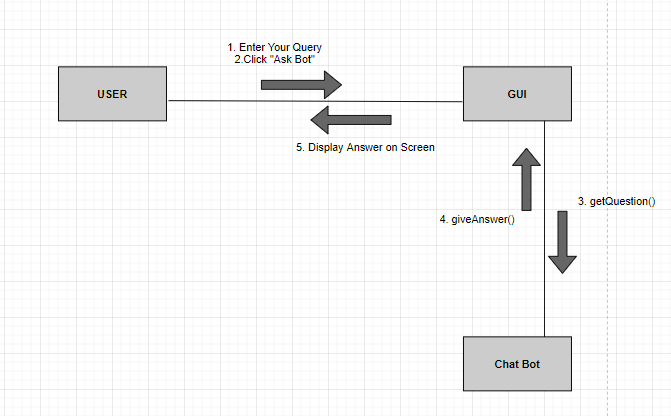 1. Enter Your Query
2.Click "Ask Bot"
USER
GUI
5. Display Answer on Screen
3. getQuestion()
4. giveAnswer()
Chat Bot